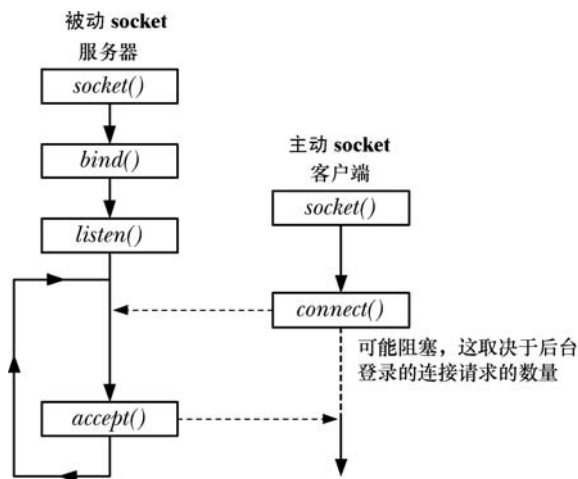 被动 socket
服务器
socket()
bind()
listen()
accept()
主动 socket
客户端
socket()
connect()
可能阻塞，这取决于后台
登录的连接请求的数量